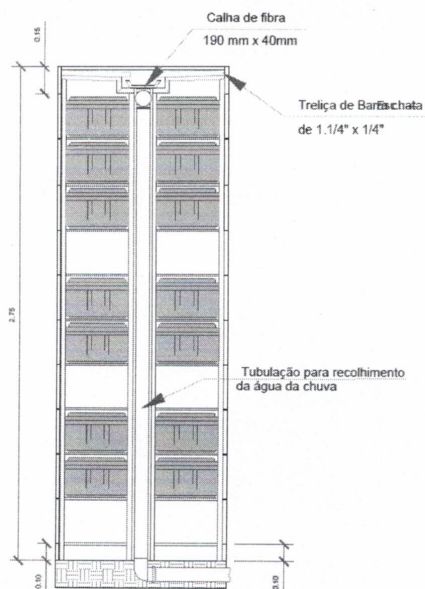 Calha de fibra
190 mm x 40mm
0.15
Treliça de Barra chata
de 1.1/4" x 1/4"
2.75
Tubulação para recolhimento
da água da chuva
0.10
0.10